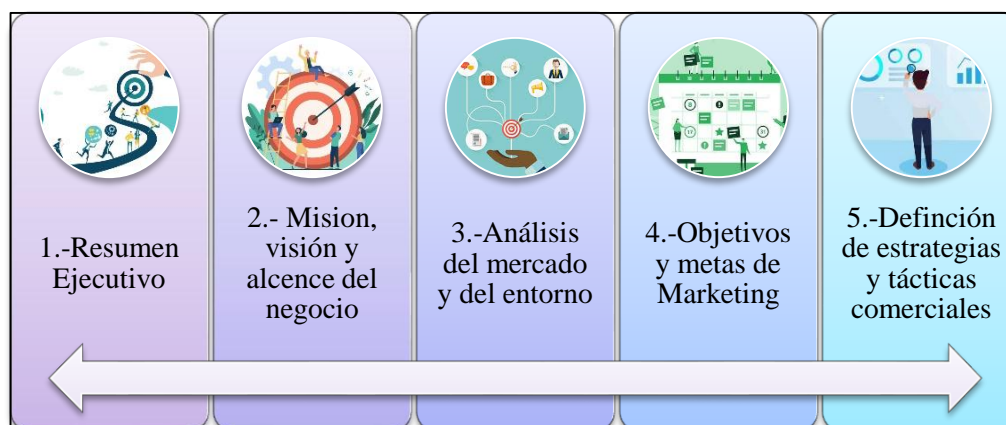 1.-Resumen
Ejecutivo
2.- Mision,
visión y
alcence del
negocio
3.-Análisis
del mercado
y del entorno
4.-Objetivos
y metas de
Marketing
5.-Definción
de estrategias
y tácticas
comerciales